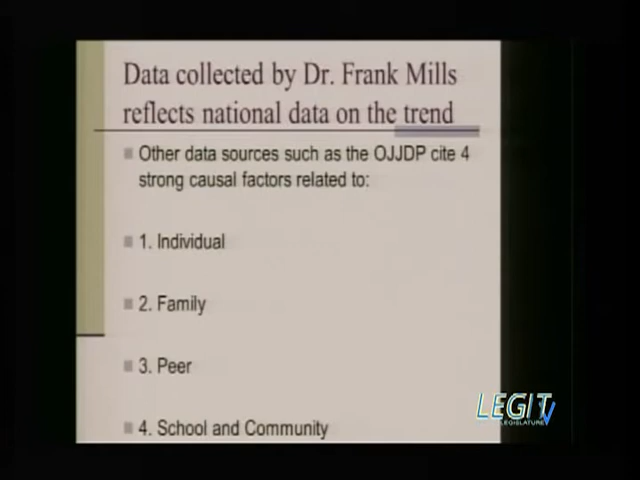 Data collected by Dr. Frank Mills
reflects national data on the trend
Other data sources such as the OJJDP cite 4
strong causal factors related to:
1. Individual
2. Family
3. Peer
4. School and Community
LEGIT
TV
LEGISLATURE